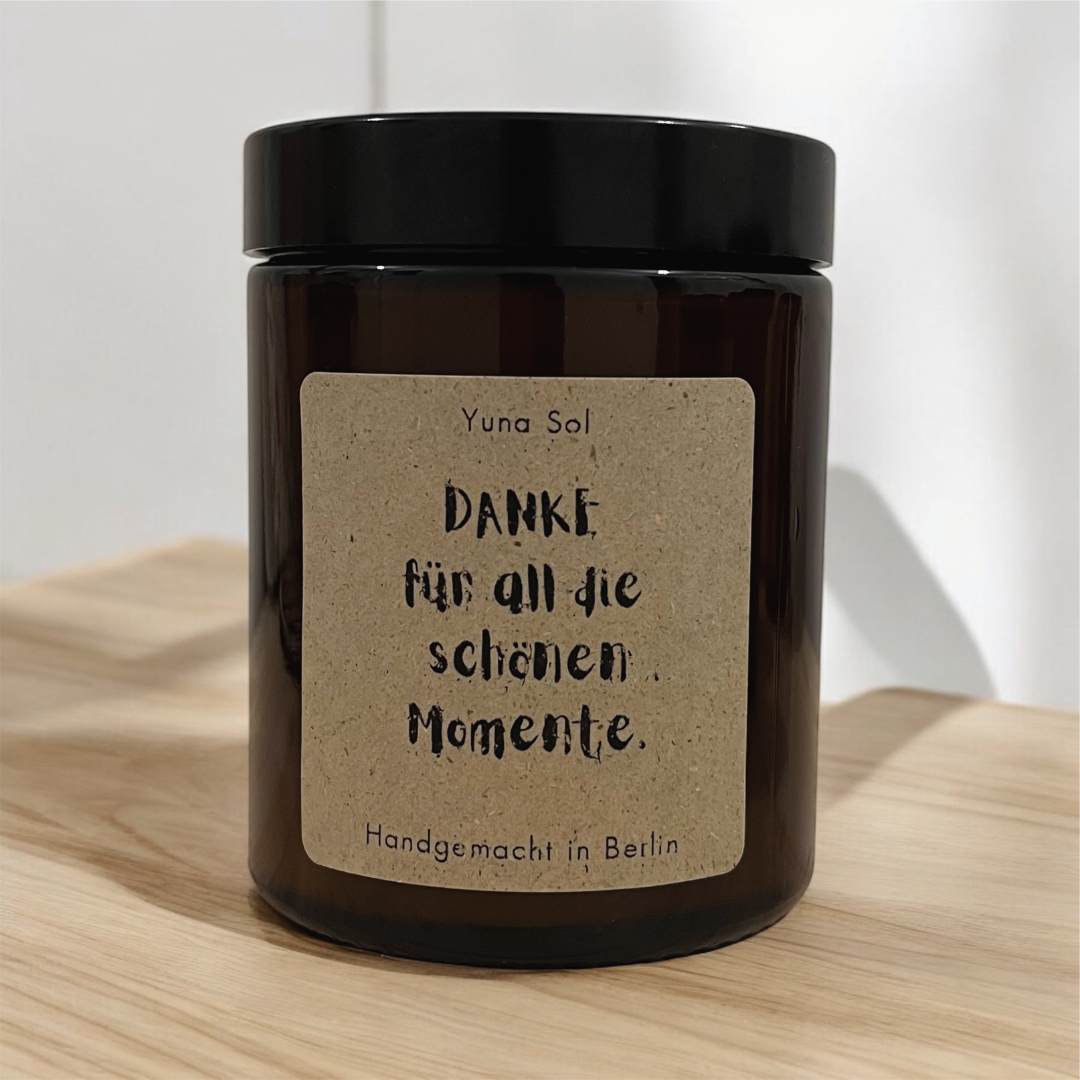 Yuna Sol
DANKE
für all die
schönen
Momente.
Handgemacht in Berlin